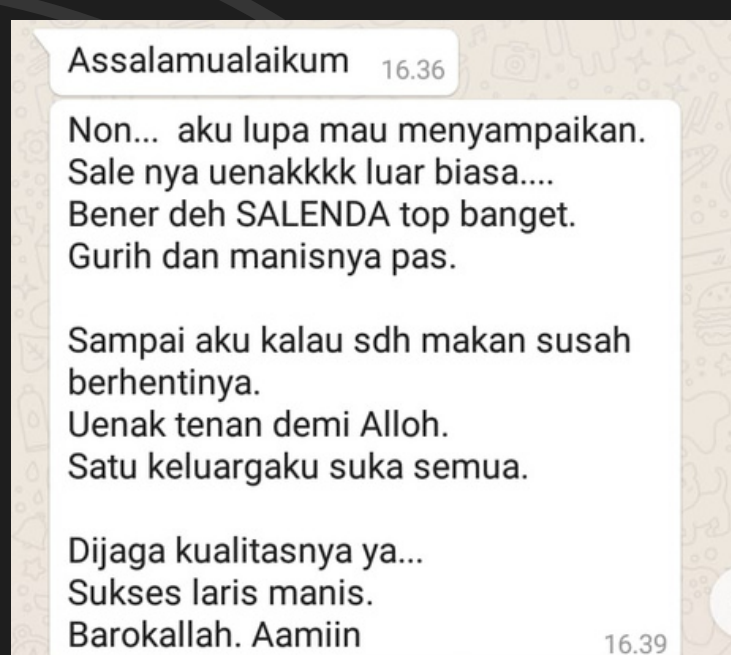 Assalamualaikum 16.36
Non... aku lupa mau menyampaikan.
Sale nya uenakkkk luar biasa....
Bener deh SALENDA top banget.
Gurih dan manisnya pas.
Sampai aku kalau sdh makan susah
berhentinya.
Uenak tenan demi Alloh.
Satu keluargaku suka semua.
Dijaga kualitasnya ya...
Sukses laris manis.
Barokallah. Aamiin 16.39